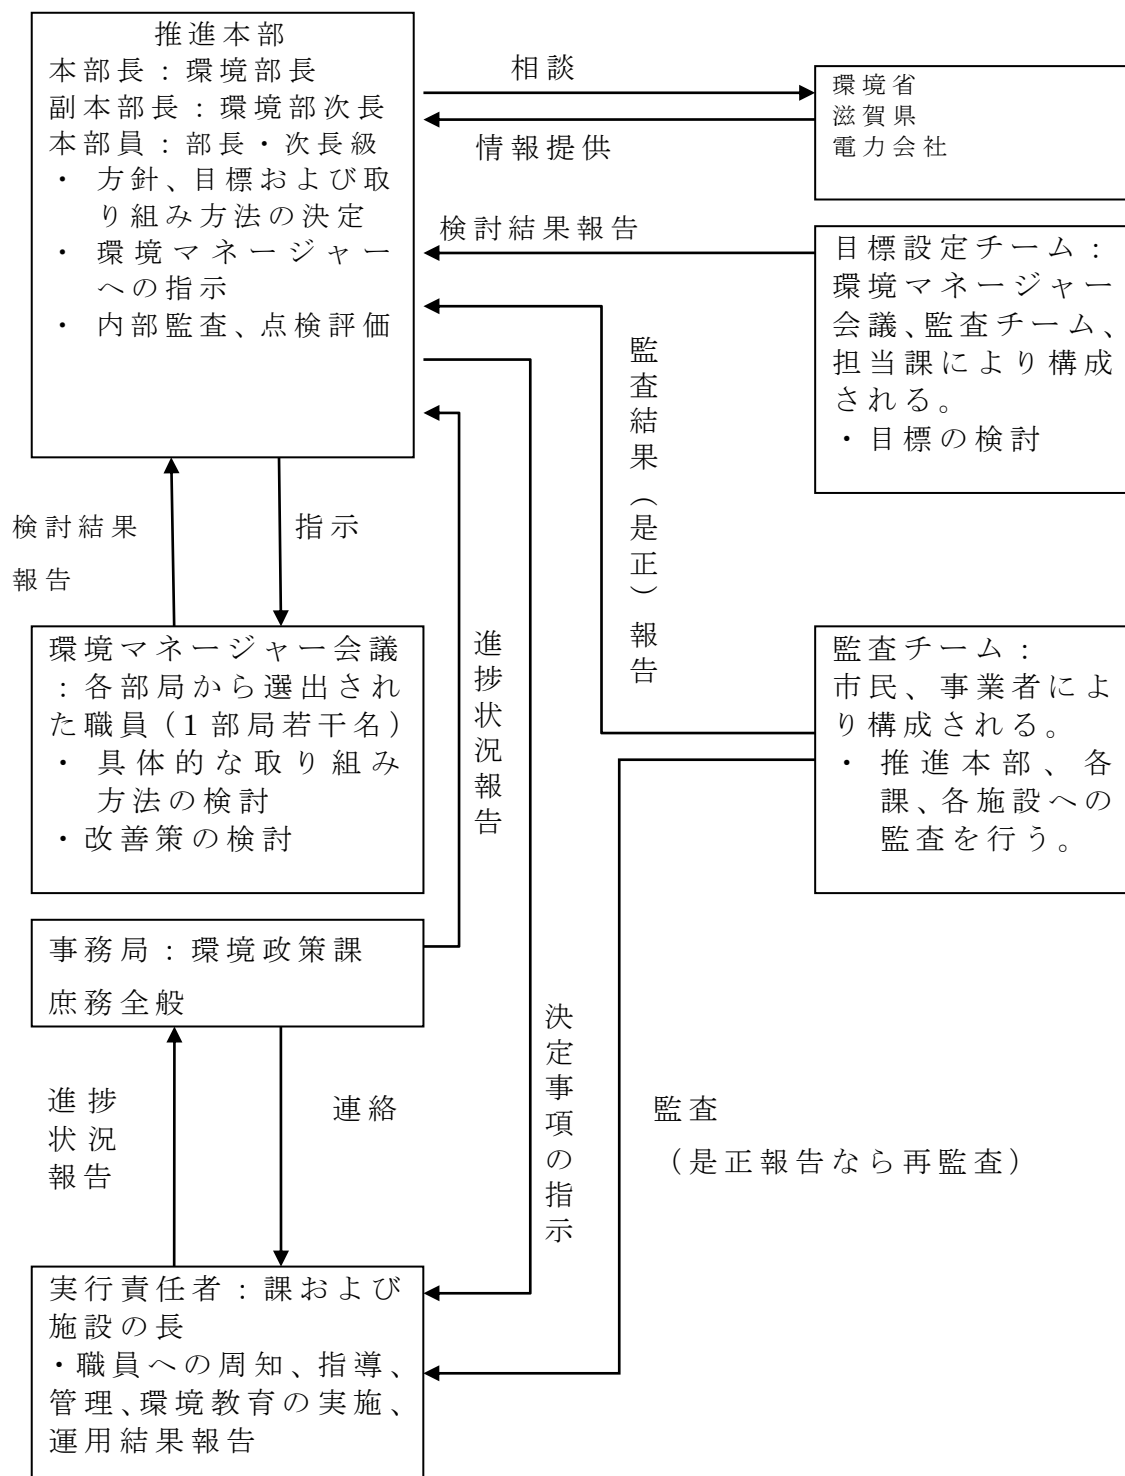 推進本部
本部長：環境部長
副本部長：環境部次長
本部員：部長・次長級
・ 方針、目標および取
り組み方法の決定
・ 環境マネージャー
への指示
・ 内部監査、点検評価
相談
情報提供
環境省
滋賀県
電力会社
検討結果報告
目標設定チーム：
環境マネージャー
会議、監査チーム、
担当課により構成
される。
・目標の検討
監査結果（是正）報告
検討結果
報告
指示
環境マネージャー会議
：各部局から選出され
た職員（1部局若干名）
・ 具体的な取り組み
方法の検討
・改善策の検討
進捗状況報告
監査チーム：
市民、事業者によ
り構成される。
・ 推進本部、各
課、各施設への
監査を行う。
事務局：環境政策課
庶務全般
決定事項の指示
進捗
状況
報告
連絡
監査
（是正報告なら再監査）
実行責任者：課および
施設の長
・職員への周知、指導、
管理、環境教育の実施、
運用結果報告